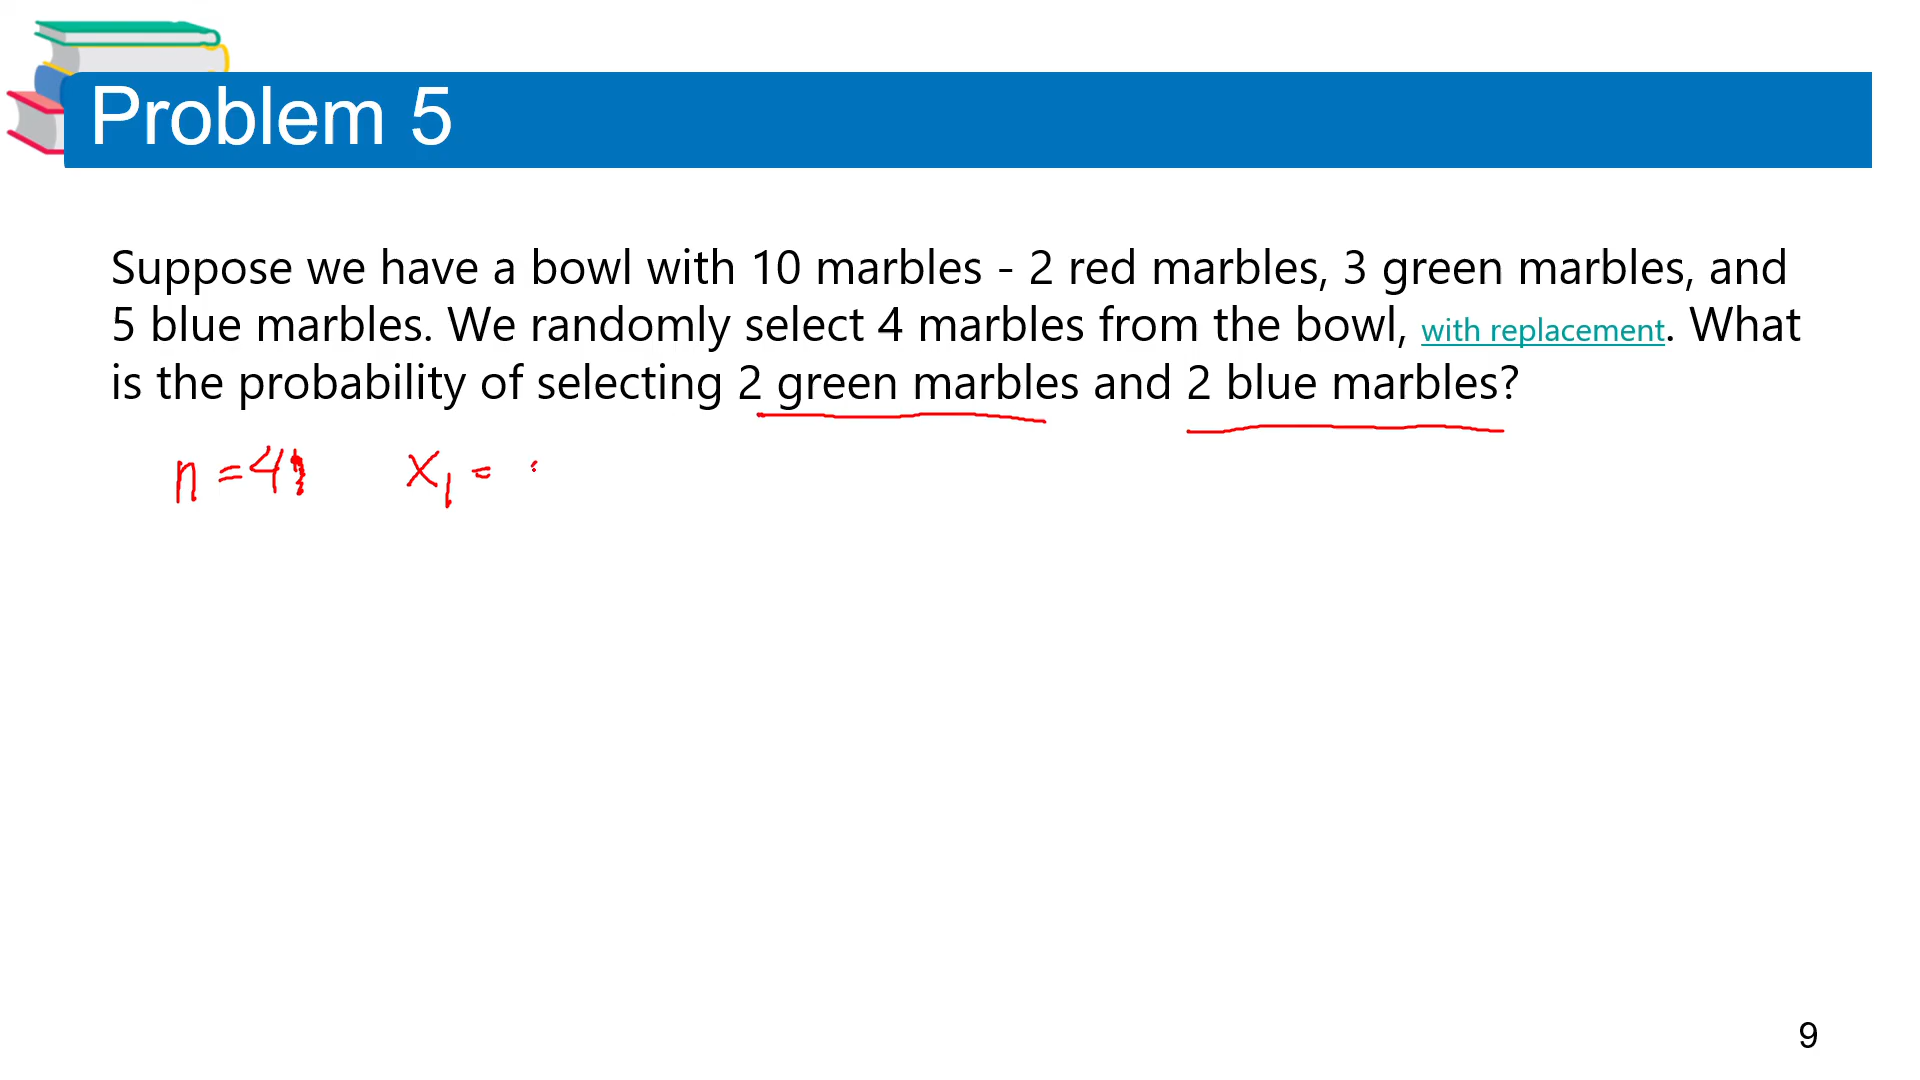 Problem 5
Suppose we have a bowl with 10 marbles - 2 red marbles, 3 green marbles, and
5 blue marbles. We randomly select 4 marbles from the bowl, with replacement. What
is the probability of selecting 2 green marbles and 2 blue marbles?
n = 4 x₁ =
9